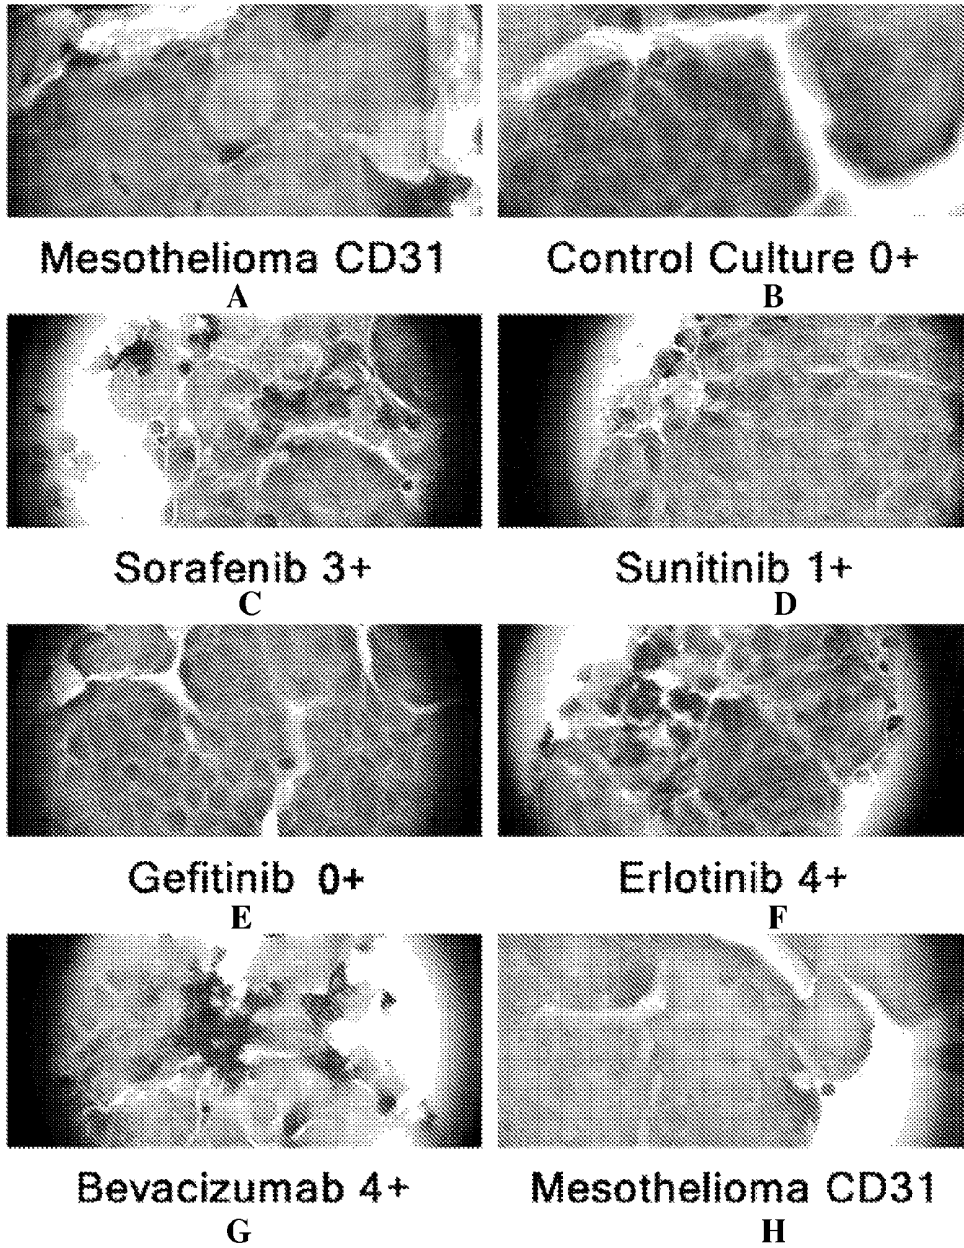 Mesothelioma CD31
A
Control Culture 0+
B
Sorafenib 3+
C
Sunitinib 1+
D
Gefitinib 0+
E
Erlotinib 4+
F
Bevacizumab 4+
G
Mesothelioma CD31
H